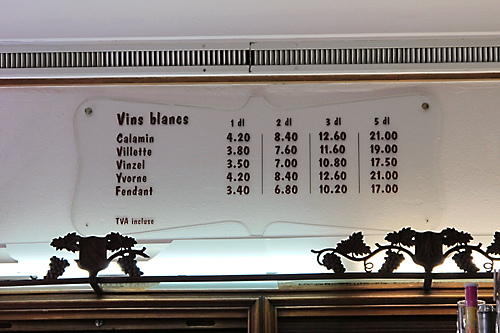 Vins blancs 1 dl 2 dl 3 dl 5 dl
Calamin 4.20 8.40 12.60 21.00
Villette 3.80 7.60 11.60 19.00
Vinzel 3.50 7.00 10.80 17.50
Yvorne 4.20 8.40 12.60 21.00
Fendant 3.40 6.80 10.20 17.00
TVA incluse